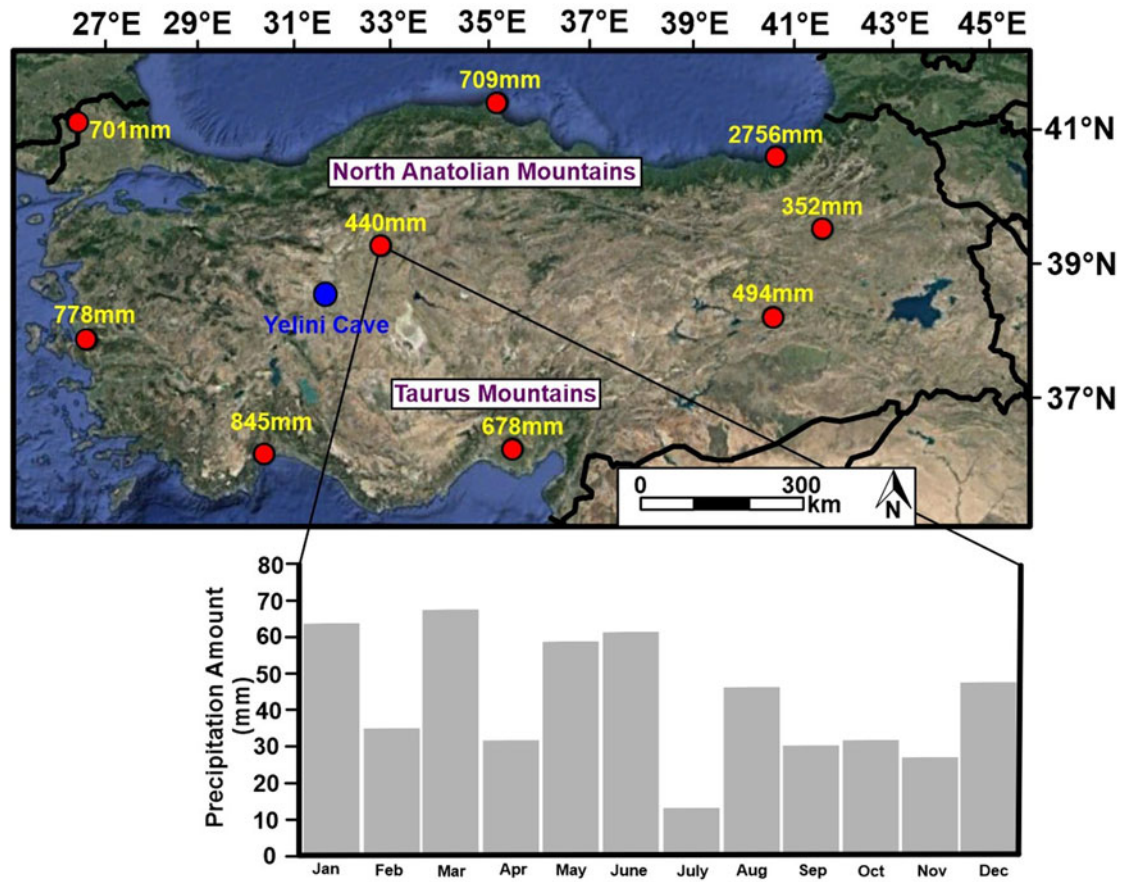 27°E 29°E 31°E 33°E 35°E 37°E 39°E 41°E 43°E 45°E
709mm
701mm
2756mm
41°N
North Anatolian Mountains
352mm
440mm
39°N
494mm
778mm
Yelini Cave
Taurus Mountains
37°N
845mm
678mm
0 300
km
N
Precipitation Amount
(mm)
80
70
60
50
40
30
20
10
0
Jan Feb Mar Apr May June July Aug Sep Oct Nov Dec